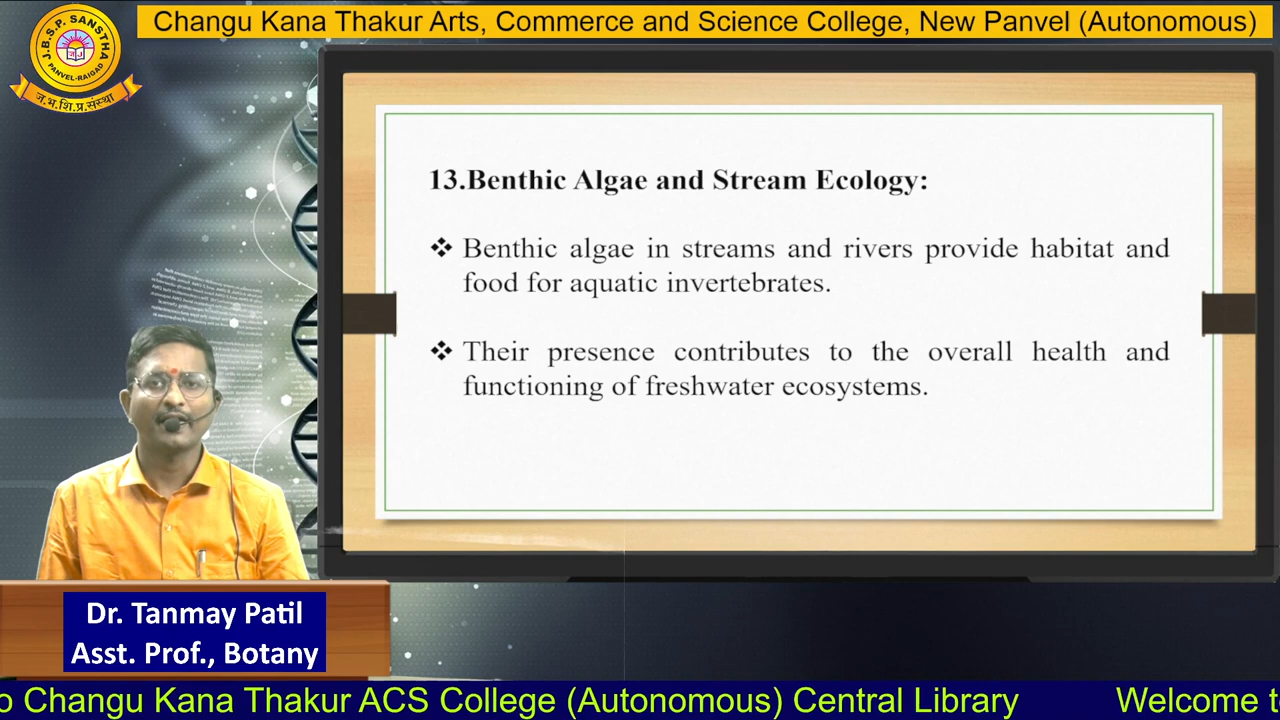 Changu Kana Thakur Arts, Commerce and Science College, New Panvel (Autonomous)
J.B.S.P. SANSTHA
PANVEL-RAIGAD
ज.भ.शि.प्र.संस्था
13.Benthic Algae and Stream Ecology:
❖ Benthic algae in streams and rivers provide habitat and
food for aquatic invertebrates.
❖ Their presence contributes to the overall health and
functioning of freshwater ecosystems.
Dr. Tanmay Patil
Asst. Prof., Botany
o Changu Kana Thakur ACS College (Autonomous) Central Library Welcome t